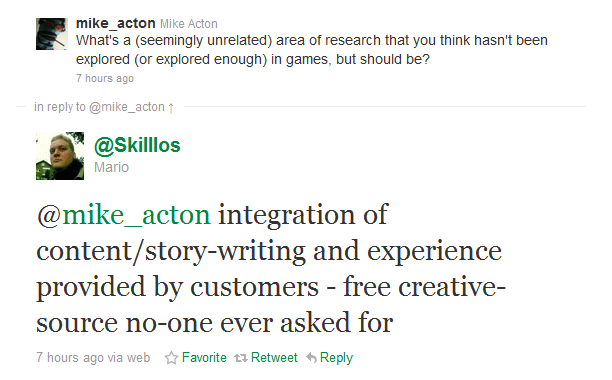 mike_acton Mike Acton
What's a (seemingly unrelated) area of research that you think hasn't been
explored (or explored enough) in games, but should be?
7 hours ago
in reply to @mike_acton ↑
@Skilllos
Mario
@mike_acton integration of
content/story-writing and experience
provided by customers - free creative-
source no-one ever asked for
7 hours ago via web Favorite Retweet Reply